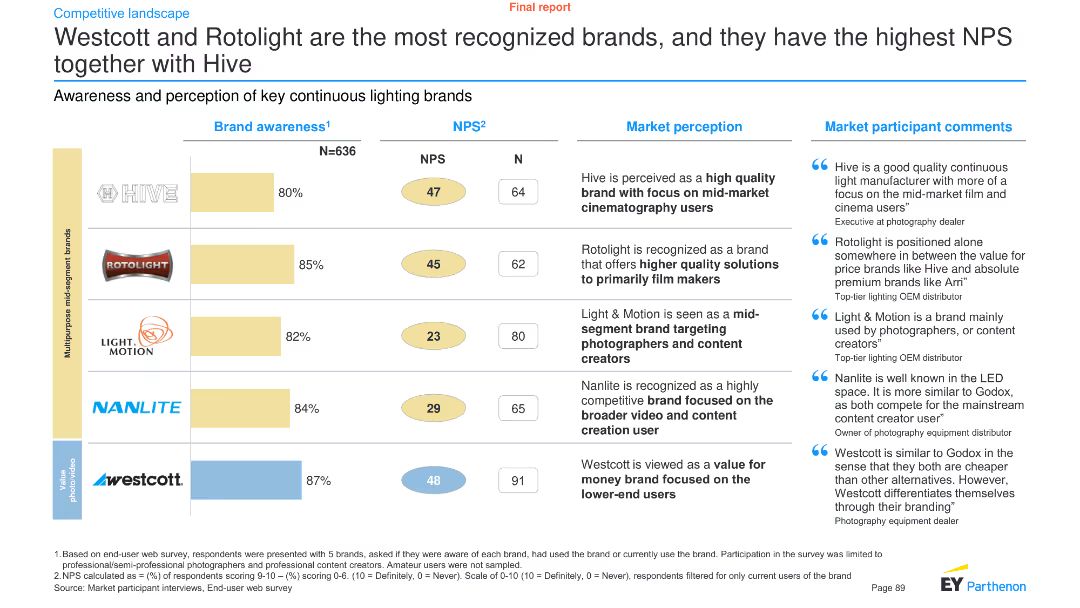 Final report
Competitive landscape
Westcott and Rotolight are the most recognized brands, and they have the highest NPS
together with Hive
Awareness and perception of key continuous lighting brands
Brand awareness1
NPS2
Market perception
Market participant comments
N=636
NPS
N
Multipurpose mid-segment brands
HIVE
80%
47
64
Hive is perceived as a high quality
brand with focus on mid-market
cinematography users
“ Hive is a good quality continuous
light manufacturer with more of a
focus on the mid-market film and
cinema users”
Executive at photography dealer
ROTOLIGHT
85%
45
62
Rotolight is recognized as a brand
that offers higher quality solutions
to primarily film makers
“ Rotolight is positioned alone
somewhere in between the value for
price brands like Hive and absolute
premium brands like Arri”
Top-tier lighting OEM distributor
LIGHT.
MOTION
82%
23
80
Light & Motion is seen as a mid-
segment brand targeting
photographers and content
creators
“ Light & Motion is a brand mainly
used by photographers, or content
creators”
Top-tier lighting OEM distributor
NANLITE
84%
29
65
Nanlite is recognized as a highly
competitive brand focused on the
broader video and content
creation user
“ Nanlite is well known in the LED
space. It is more similar to Godox,
as both compete for the mainstream
content creator user”
Owner of photography equipment distributor
Value
photo/video
westcott.
87%
48
91
Westcott is viewed as a value for
money brand focused on the
lower-end users
“ Westcott is similar to Godox in the
sense that they both are cheaper
than other alternatives. However,
Westcott differentiates themselves
through their branding”
Photography equipment dealer
1. Based on end-user web survey, respondents were presented with 5 brands, asked if they were aware of each brand, had used the brand or currently use the brand. Participation in the survey was limited to
professional/semi-professional photographers and professional content creators. Amateur users were not sampled.
2. NPS calculated as = (%) of respondents scoring 9-10 – (%) scoring 0-6. (10 = Definitely, 0 = Never). Scale of 0-10 (10 = Definitely, 0 = Never), respondents filtered for only current users of the brand
Source: Market participant interviews, End-user web survey
Page 89
EY Parthenon